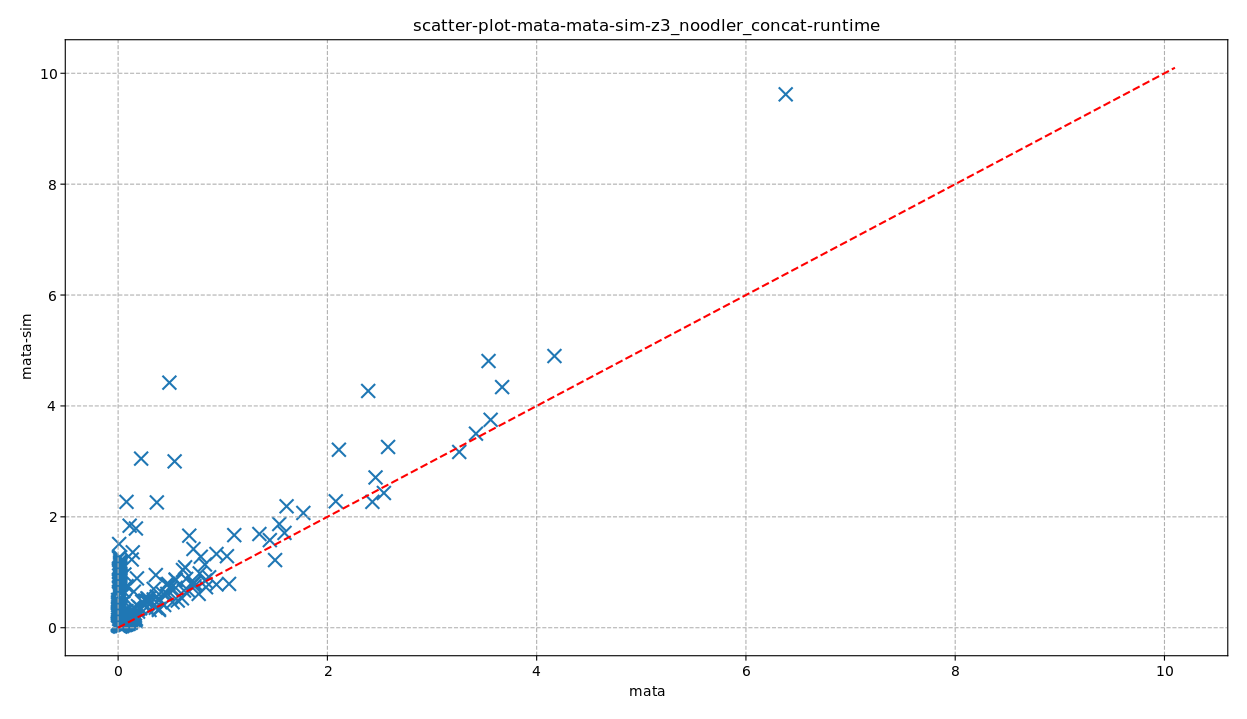 scatter-plot-mata-mata-sim-z3_noodler_concat-runtime
10
8
6
4
2
0
mata-sim
0 2 4 6 8 10
mata